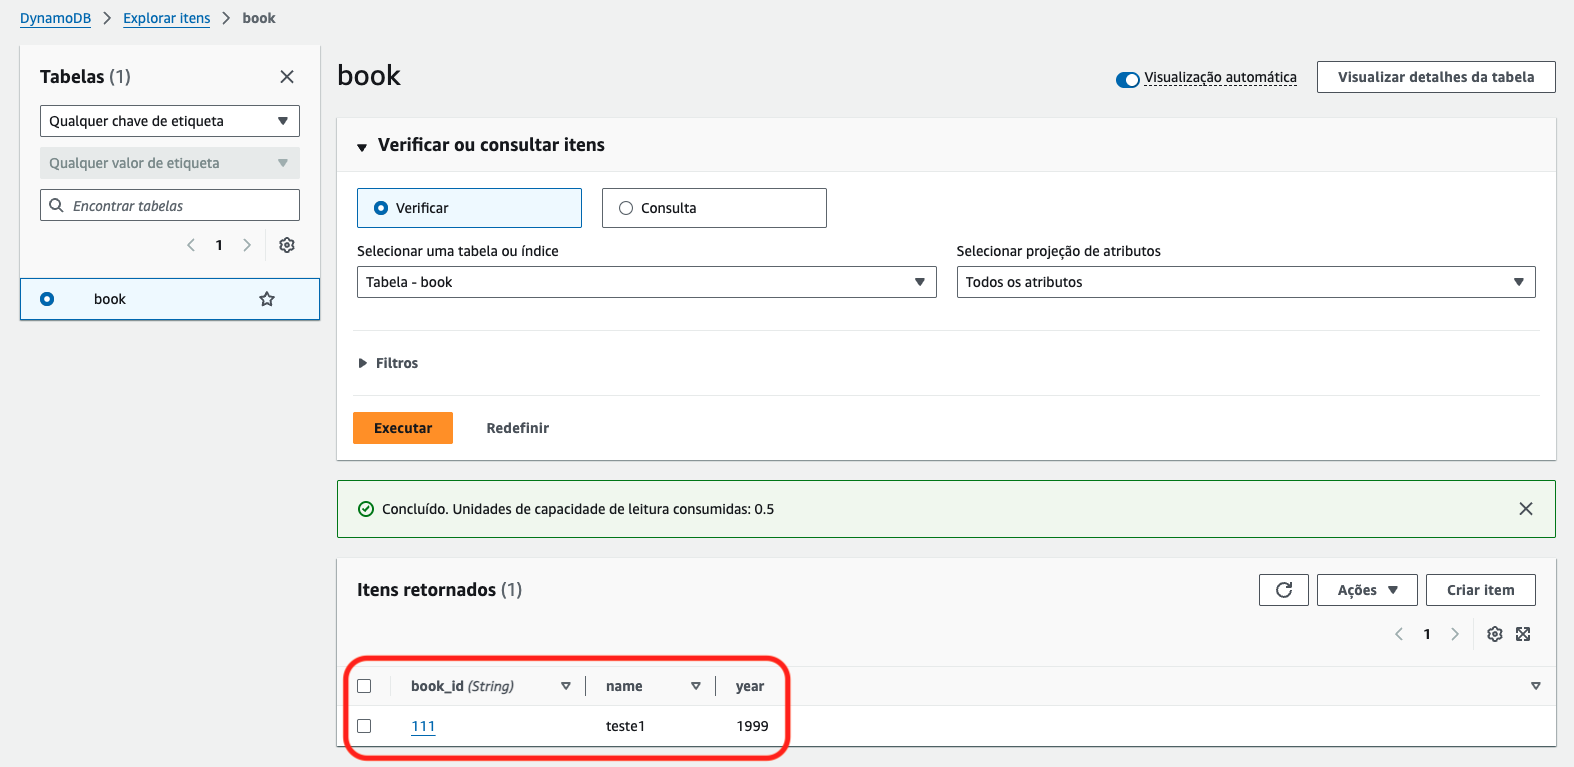 DynamoDB > Explorar itens > book
Tabelas (1)
Qualquer chave de etiqueta
Qualquer valor de etiqueta
Encontrar tabelas
1
book
book
Visualização automática
Visualizar detalhes da tabela
Verificar ou consultar itens
Verificar
Consulta
Selecionar uma tabela ou índice
Selecionar projeção de atributos
Tabela - book
Todos os atributos
Filtros
Executar
Redefinir
Concluído. Unidades de capacidade de leitura consumidas: 0.5
Itens retornados (1)
Ações
Criar item
1
book_id (String) name year
111 teste1 1999